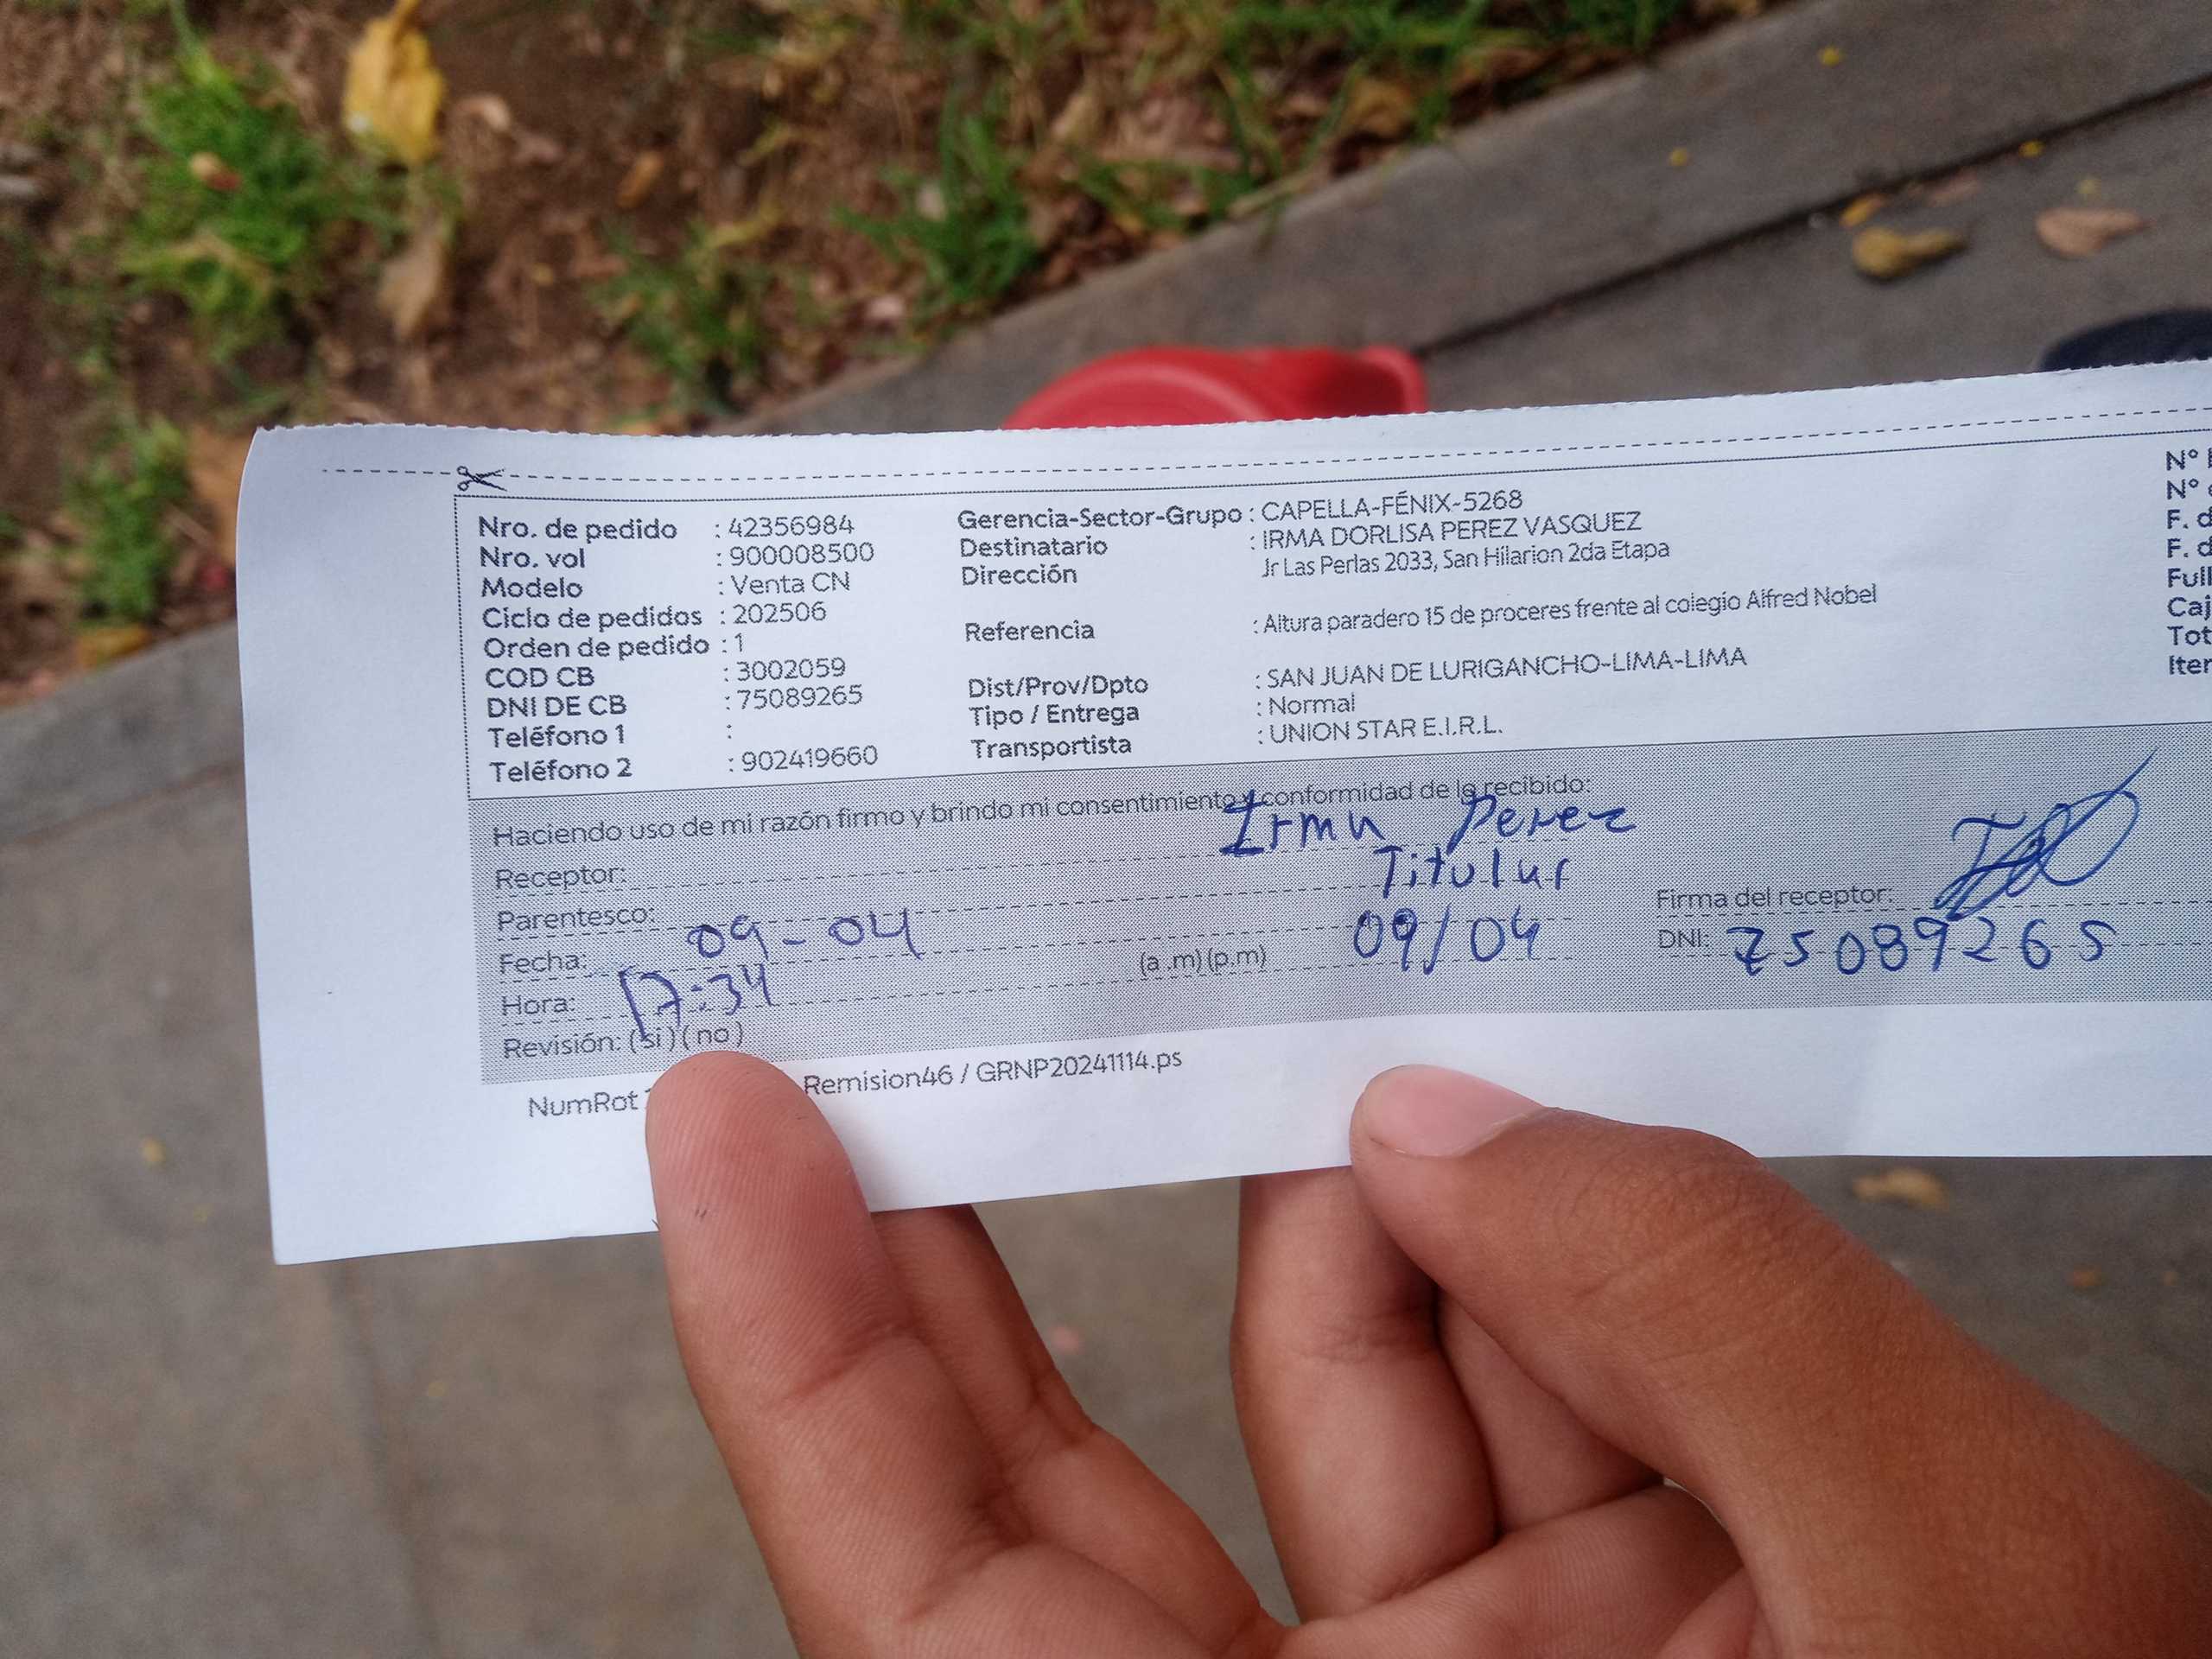 Nro. de pedido : 42356984
Nro. vol : 900008500
Modelo : Venta CN
Ciclo de pedidos : 202506
Orden de pedido : 1
COD CB : 3002059
DNI DE CB : 75089265
Teléfono 1 :
Teléfono 2 : 902419660
Gerencia-Sector-Grupo : CAPELLA-FÉNIX-5268
Destinatario : IRMA DORLISA PEREZ VASQUEZ
Dirección Jr Las Perlas 2033, San Hilarion 2da Etapa
Referencia : Altura paradero 15 de proceres frente al colegio Alfred Nobel
Dist/Prov/Dpto : SAN JUAN DE LURIGANCHO-LIMA-LIMA
Tipo / Entrega : Normal
Transportista : UNION STAR E.I.R.L.
N°
N°
F. d
F. d
Full
Caj
Tot
Iter
Haciendo uso de mi razón firmo y brindo mi consentimiento y conformidad de lo recibido:
Receptor: Irma Perez
Parentesco: Titular
Fecha: 09-04 09/04
Hora: 17:34 (a .m) (p.m)
Revisión: (si) (no)
Firma del receptor:
DNI: 75089265
NumRot Remision46 / GRNP20241114.ps